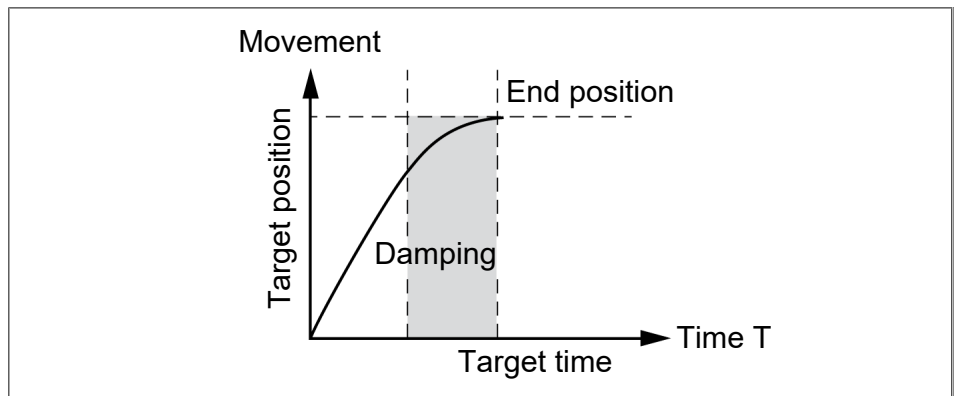 Movement
End position
Target position
Damping
Time T
Target time